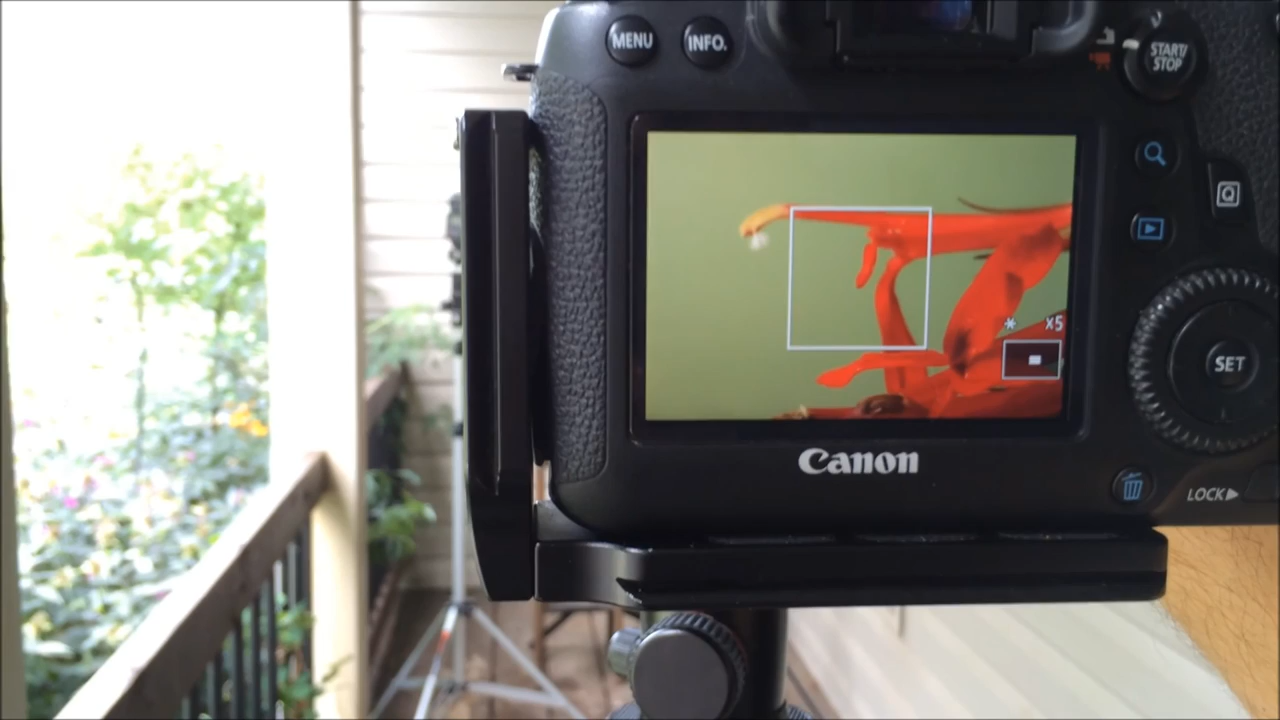 MENU
INFO.
START/
STOP
Q
* x5
SET
Canon
LOCK▶